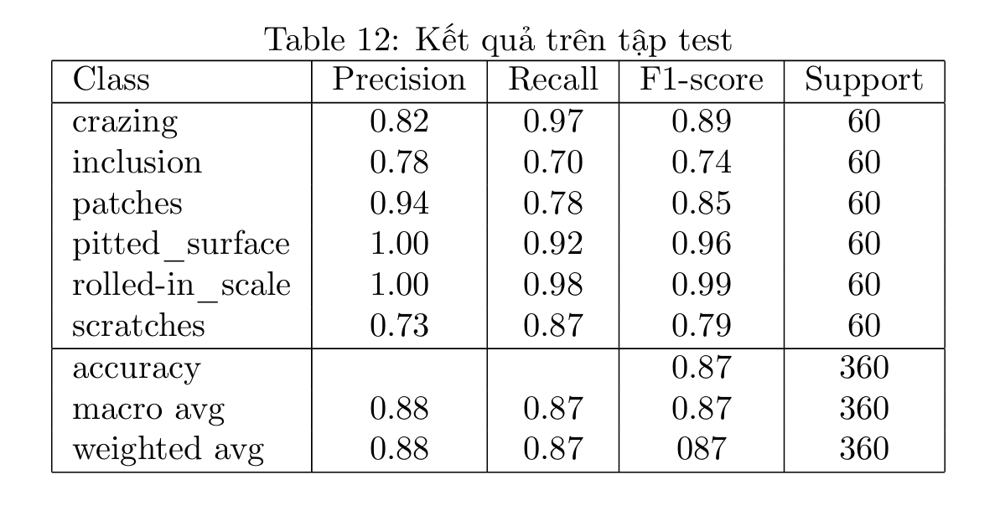 Table 12: Kết quả trên tập test
Class Precision Recall F1-score Support
crazing 0.82 0.97 0.89 60
inclusion 0.78 0.70 0.74 60
patches 0.94 0.78 0.85 60
pitted_surface 1.00 0.92 0.96 60
rolled-in_scale 1.00 0.98 0.99 60
scratches 0.73 0.87 0.79 60
accuracy 0.87 360
macro avg 0.88 0.87 0.87 360
weighted avg 0.88 0.87 087 360